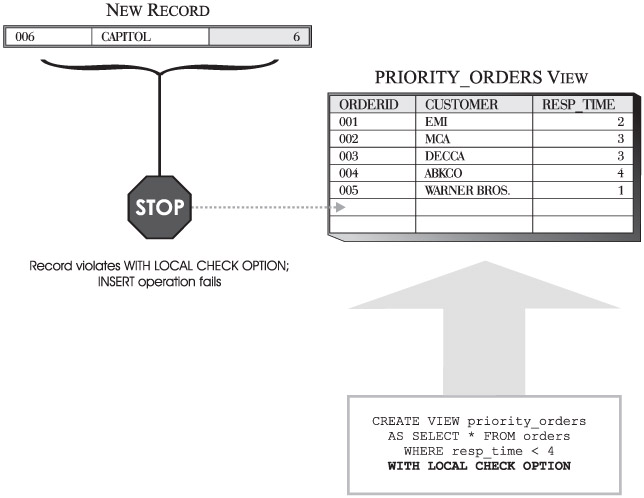 NEW RECORD
006 CAPITOL 6
PRIORITY_ORDERS VIEW
ORDERID CUSTOMER RESP_TIME
001 EMI 2
002 MCA 3
003 DECCA 3
004 ABKCO 4
005 WARNER BROS. 1
STOP
Record violates WITH LOCAL CHECK OPTION;
INSERT operation fails
CREATE VIEW priority_orders
AS SELECT * FROM orders
WHERE resp_time < 4
WITH LOCAL CHECK OPTION